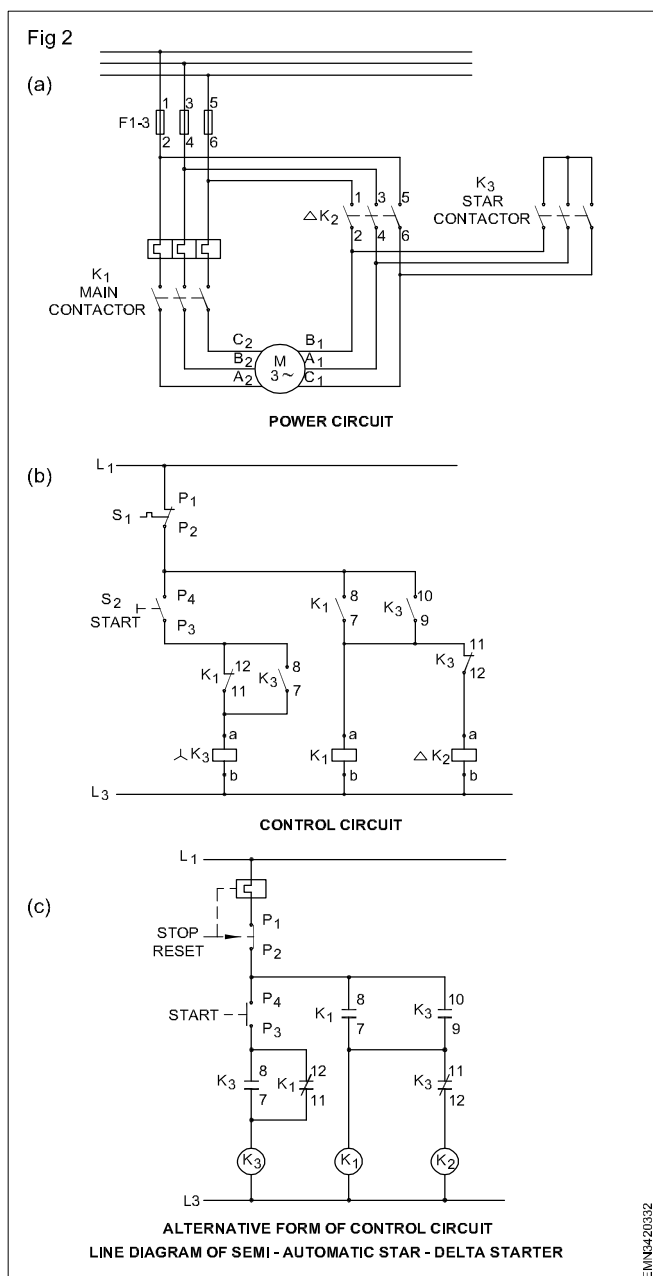 Fig 2
(a)
1 3 5
F1-3
2 4 6
K3
STAR
CONTACTOR
1 3 5
△K2
2 4 6
K1
MAIN
CONTACTOR
C2 B1
B2 M A1
3~
A2 C1
POWER CIRCUIT
(b)
L1
P1
S1
P2
S2 P4
START
P3
K1 8
7
K3 10
9
K1 12
11
K3 8
7
K3 11
12
a a a
K3 K1 △K2
b b b
L3
CONTROL CIRCUIT
(c)
L1
P1
STOP
RESET
P2
P4
START
P3
K1 8
7
K3 10
9
K3 8
7
K1 12
11
K3 11
12
K3 K1 K2
L3
ALTERNATIVE FORM OF CONTROL CIRCUIT
LINE DIAGRAM OF SEMI - AUTOMATIC STAR - DELTA STARTER
EMN3420332